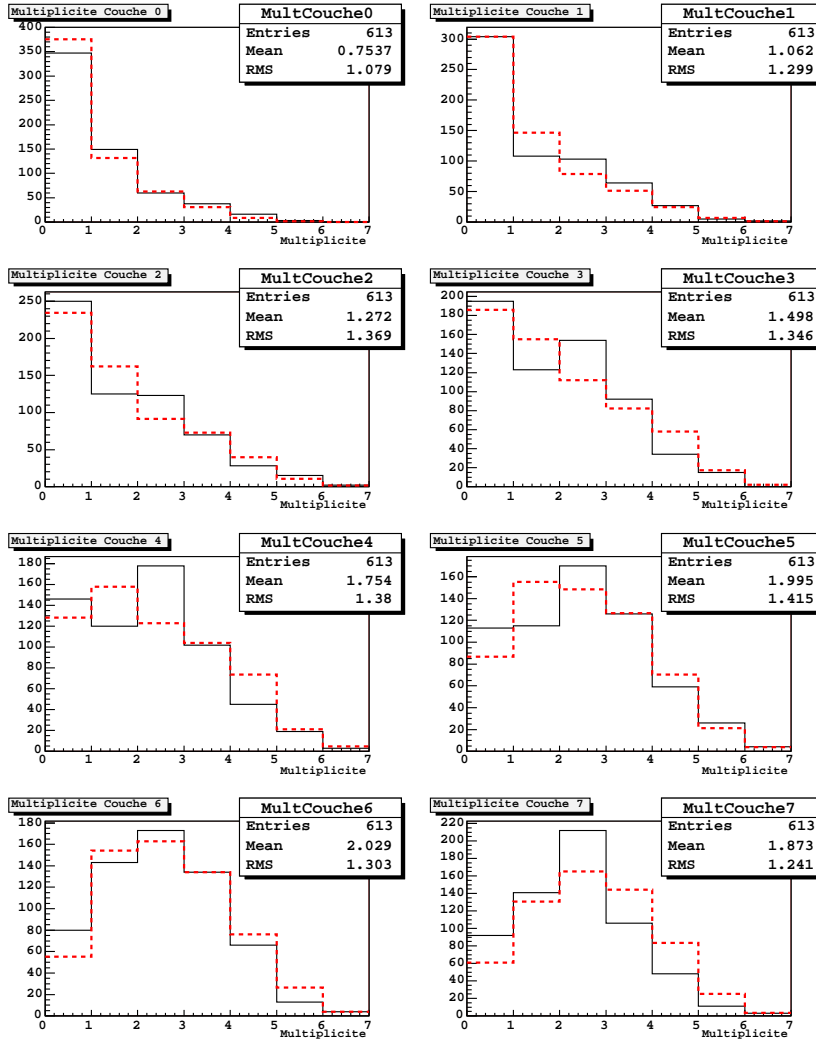 Multiplicite Couche 0
MultCouche0
Entries 613
Mean 0.7537
RMS 1.079
400
350
300
250
200
150
100
50
0
0 1 2 3 4 5 6 7
Multiplicite
Multiplicite Couche 1
MultCouche1
Entries 613
Mean 1.062
RMS 1.299
300
250
200
150
100
50
0
0 1 2 3 4 5 6 7
Multiplicite
Multiplicite Couche 2
MultCouche2
Entries 613
Mean 1.272
RMS 1.369
250
200
150
100
50
0
0 1 2 3 4 5 6 7
Multiplicite
Multiplicite Couche 3
MultCouche3
Entries 613
Mean 1.498
RMS 1.346
200
180
160
140
120
100
80
60
40
20
0
0 1 2 3 4 5 6 7
Multiplicite
Multiplicite Couche 4
MultCouche4
Entries 613
Mean 1.754
RMS 1.38
180
160
140
120
100
80
60
40
20
0
0 1 2 3 4 5 6 7
Multiplicite
Multiplicite Couche 5
MultCouche5
Entries 613
Mean 1.995
RMS 1.415
160
140
120
100
80
60
40
20
0
0 1 2 3 4 5 6 7
Multiplicite
Multiplicite Couche 6
MultCouche6
Entries 613
Mean 2.029
RMS 1.303
180
160
140
120
100
80
60
40
20
0
0 1 2 3 4 5 6 7
Multiplicite
Multiplicite Couche 7
MultCouche7
Entries 613
Mean 1.873
RMS 1.241
220
200
180
160
140
120
100
80
60
40
20
0
0 1 2 3 4 5 6 7
Multiplicite